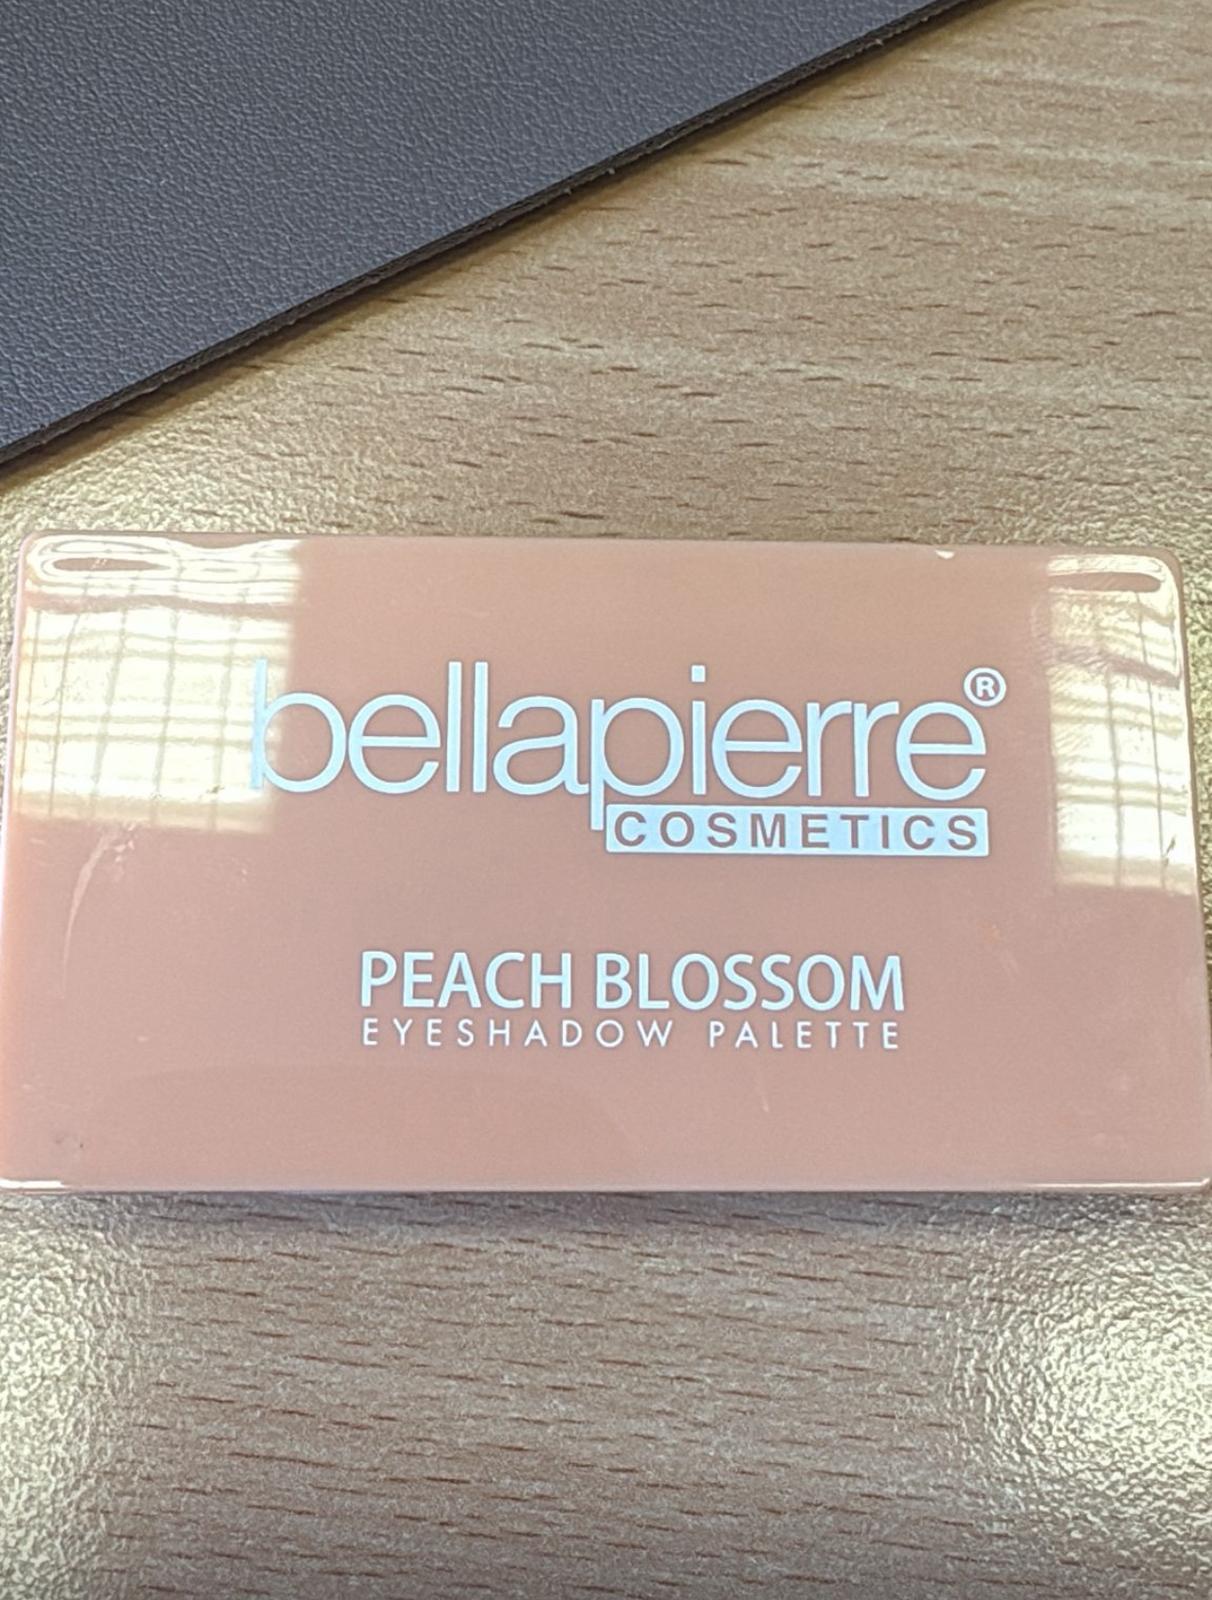 bellapierre®
COSMETICS
PEACH BLOSSOM
EYESHADOW PALETTE